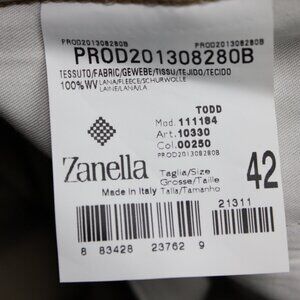 PROD201308280B
PROD201308280B
TESSUTO/FABRIC/GEWEBE/TISSU/TEJIDO/TECIDO
100% WV LANA/FLEECE/SCHURWOLLE
LAINE/LANA/LA
TODD
Mod. 111184
Art. 10330
Col. 00250
PROD201308280B
Zanella
Made in Italy
Taglia/Size
Grosse/Taille
Talla/Tamanho
42
21311
8 83428 23762 9